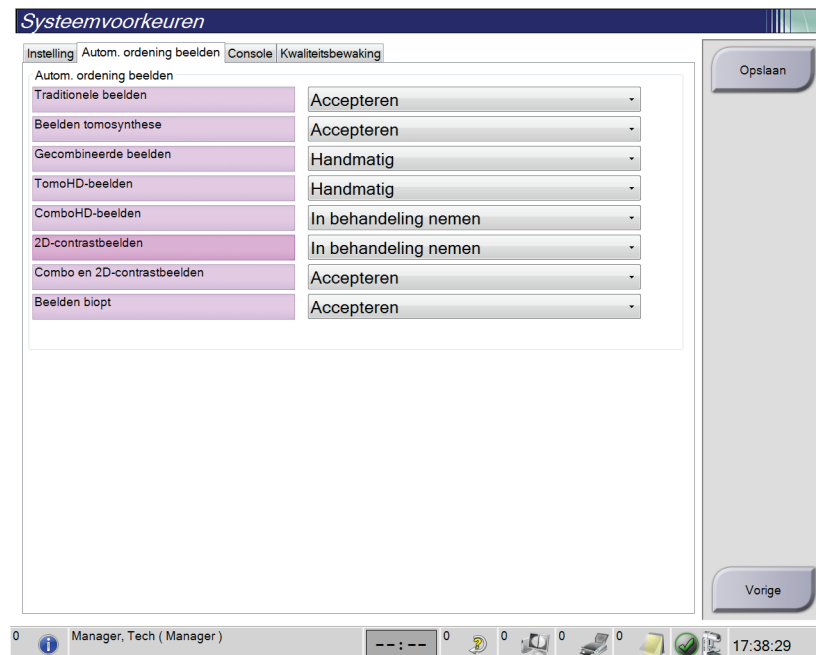 Systeemvoorkeuren
Instelling Autom. ordening beelden Console Kwaliteitsbewaking
Opslaan
Autom. ordening beelden
Traditionele beelden Accepteren
Beelden tomosynthese Accepteren
Gecombineerde beelden Handmatig
TomoHD-beelden Handmatig
ComboHD-beelden In behandeling nemen
2D-contrastbeelden In behandeling nemen
Combo en 2D-contrastbeelden Accepteren
Beelden biopt Accepteren
Vorige
0 Manager, Tech ( Manager ) --:-- 0 0 0 0 17:38:29